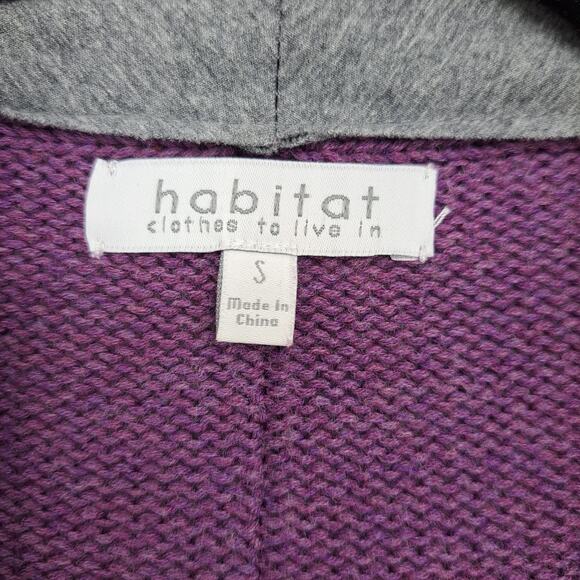 habitat
clothes to live in
S
Made In
China